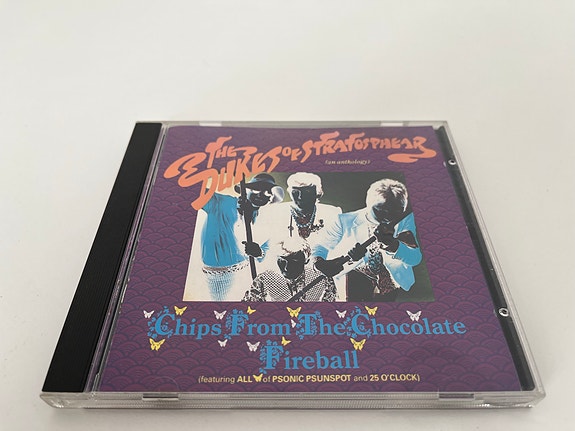 THE
DUKES OF STRATOSPHEAR
(an anthology)
Chips From The Chocolate
Fireball
(featuring ALL of PSONIC PSUNSPOT and 25 O'CLOCK)